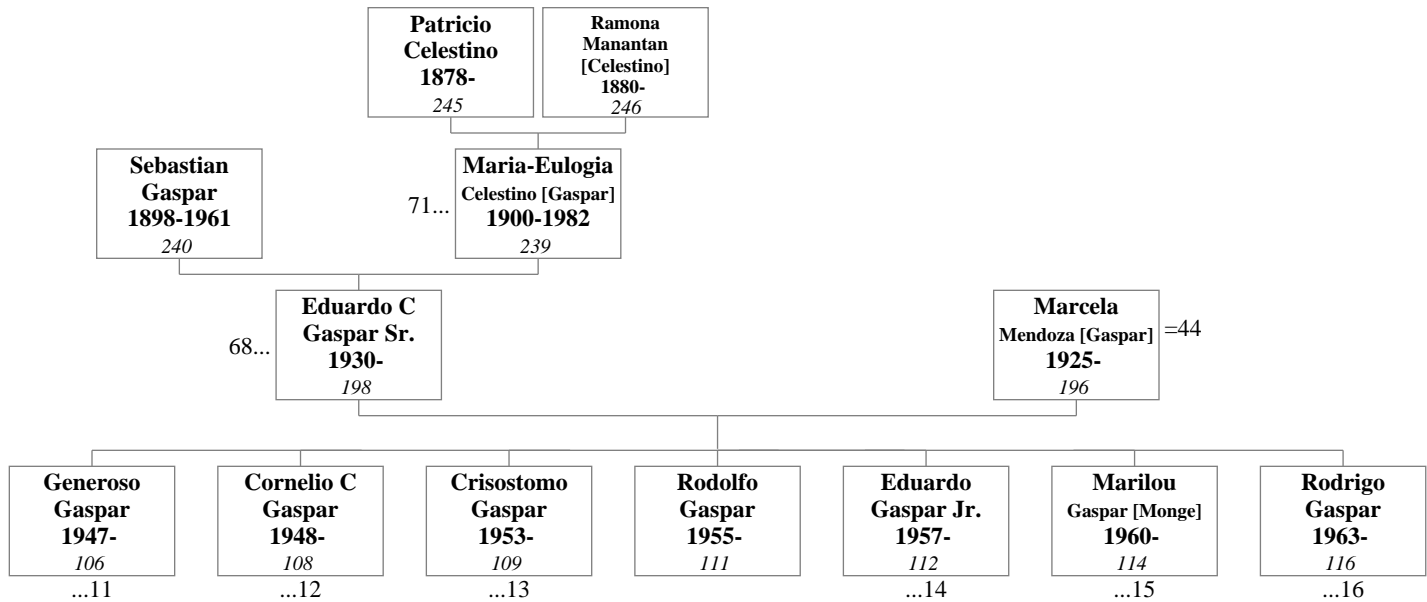 Patricio
Celestino
1878-
245
Ramona
Manantan
[Celestino]
1880-
246
Sebastian
Gaspar
1898-1961
240
71...
Maria-Eulogia
Celestino [Gaspar]
1900-1982
239
68...
Eduardo C
Gaspar Sr.
1930-
198
Marcela
Mendoza [Gaspar]
1925-
196
=44
Generoso
Gaspar
1947-
106
...11
Cornelio C
Gaspar
1948-
108
...12
Crisostomo
Gaspar
1953-
109
...13
Rodolfo
Gaspar
1955-
111
Eduardo
Gaspar Jr.
1957-
112
...14
Marilou
Gaspar [Monge]
1960-
114
...15
Rodrigo
Gaspar
1963-
116
...16